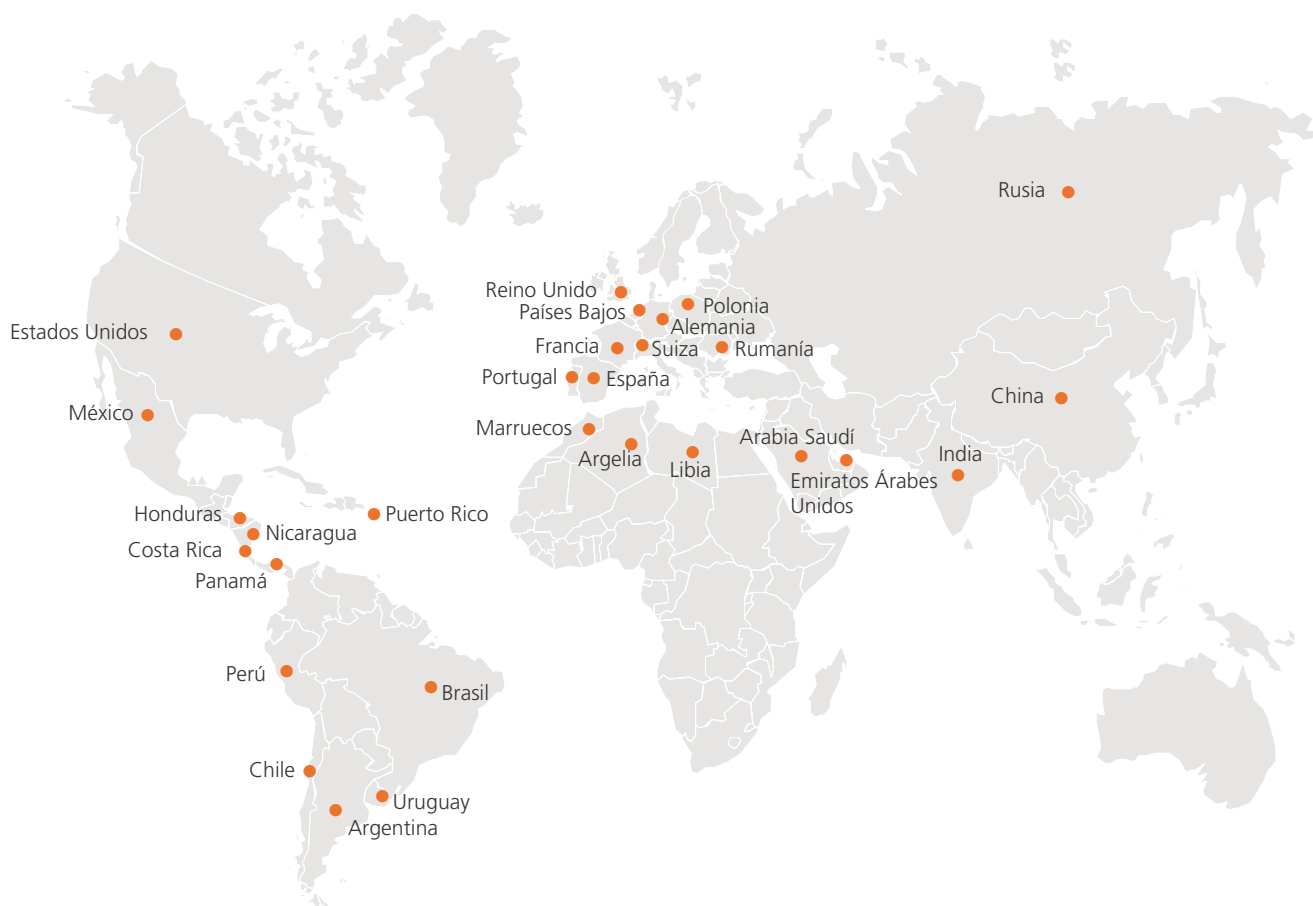 Rusia
Reino Unido
Países Bajos
Polonia
Alemania
Estados Unidos
Francia
Suiza
Rumanía
Portugal
España
China
México
Marruecos
Arabia Saudí
Argelia
Libia
India
Emiratos Árabes
Unidos
Honduras
Puerto Rico
Nicaragua
Costa Rica
Panamá
Perú
Brasil
Chile
Uruguay
Argentina